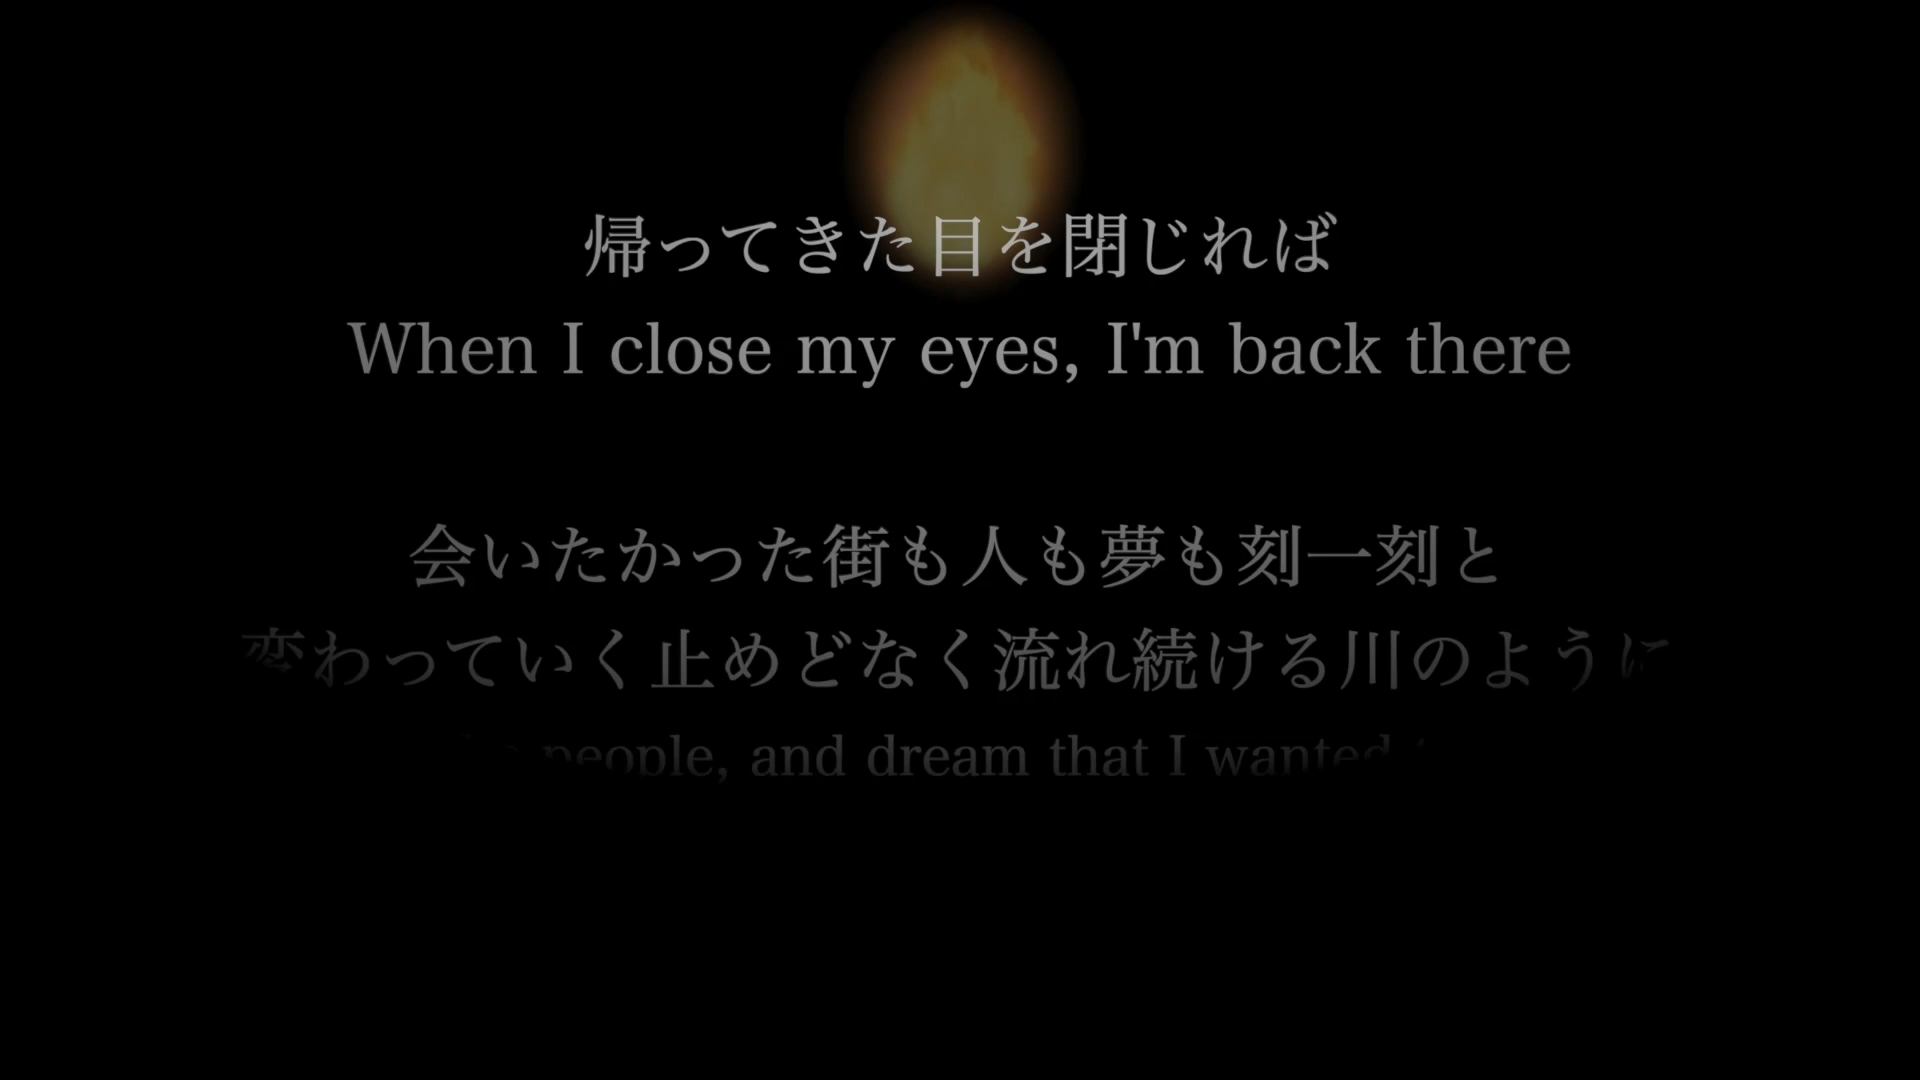 帰ってきた目を閉じれば
When I close my eyes, I'm back there
会いたかった街も人も夢も刻一刻と
変わっていく止めどなく流れ続ける川のように
people, and dream that I wanted